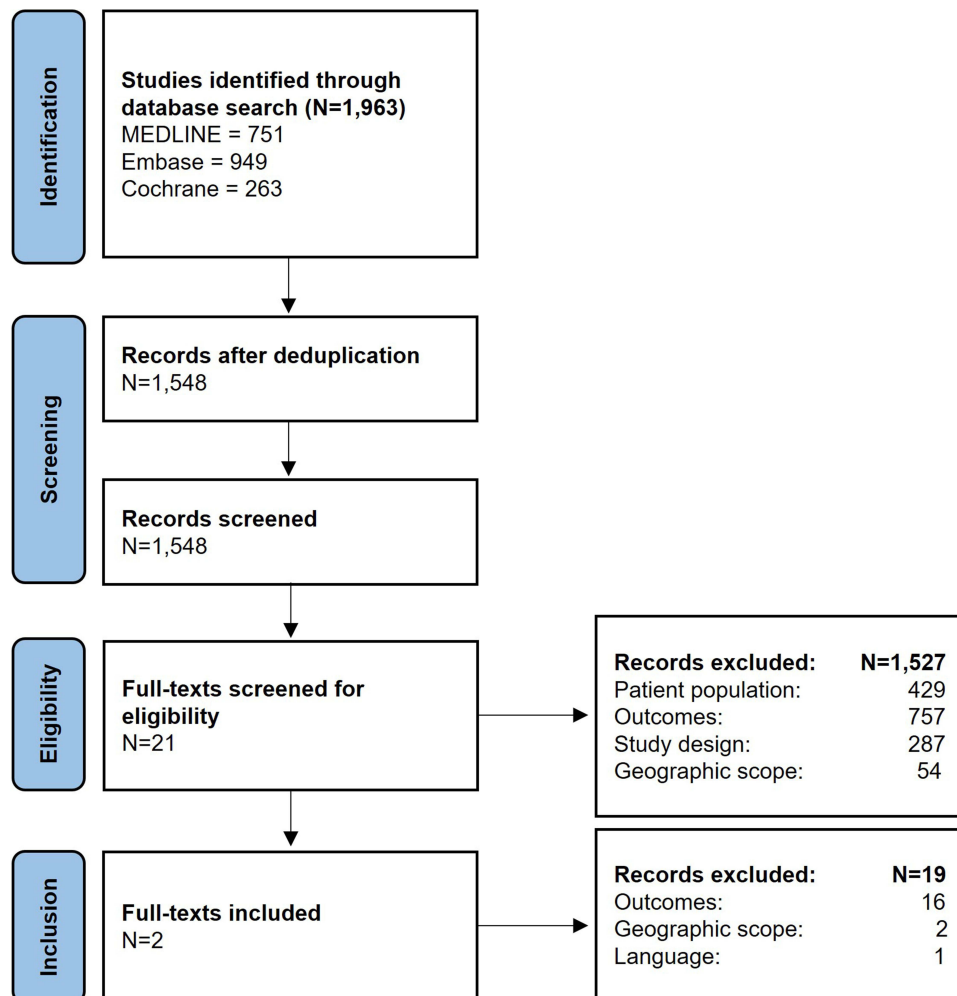 Identification
Studies identified through
database search (N=1,963)
MEDLINE = 751
Embase = 949
Cochrane = 263
Screening
Records after deduplication
N=1,548
Records screened
N=1,548
Eligibility
Full-texts screened for
eligibility
N=21
Records excluded: N=1,527
Patient population: 429
Outcomes: 757
Study design: 287
Geographic scope: 54
Inclusion
Full-texts included
N=2
Records excluded: N=19
Outcomes: 16
Geographic scope: 2
Language: 1